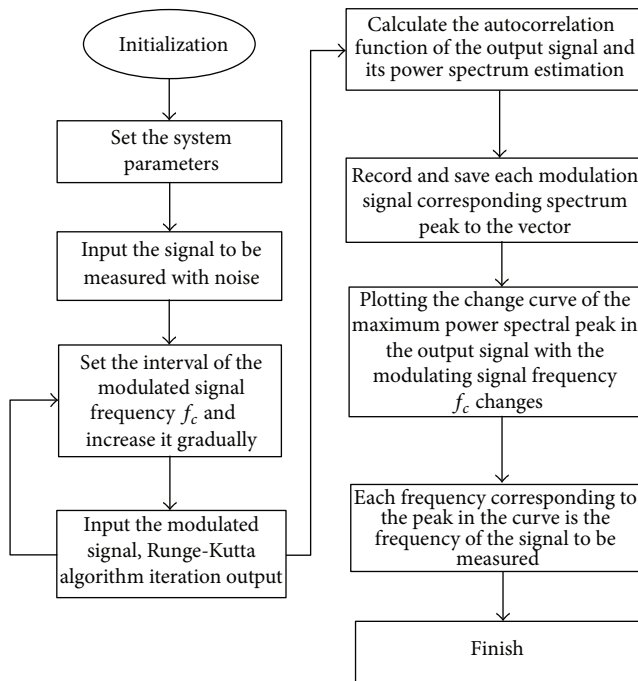 Initialization
Set the system
parameters
Input the signal to be
measured with noise
Set the interval of the
modulated signal
frequency f_c and
increase it gradually
Input the modulated
signal, Runge-Kutta
algorithm iteration output
Calculate the autocorrelation
function of the output signal and
its power spectrum estimation
Record and save each modulation
signal corresponding spectrum
peak to the vector
Plotting the change curve of the
maximum power spectral peak in
the output signal with the
modulating signal frequency
f_c changes
Each frequency corresponding to
the peak in the curve is the
frequency of the signal to be
measured
Finish